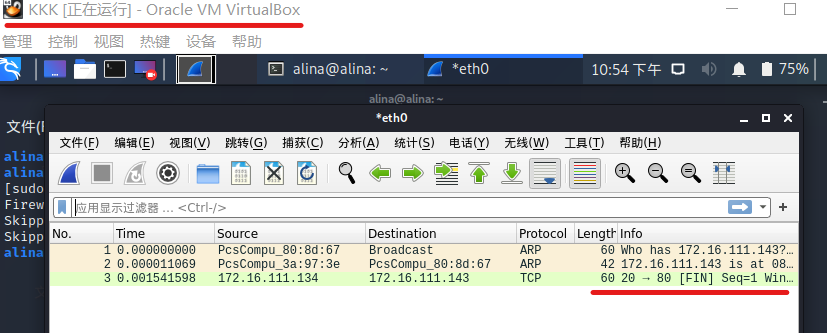 KKK [正在运行] - Oracle VM VirtualBox
管理 控制 视图 热键 设备 帮助
alina@alina: ~ *eth0 10:54 下午 75%
alina@alina: ~
*eth0
文件(F
文件(F) 编辑(E) 视图(V) 跳转(G) 捕获(C) 分析(A) 统计(S) 电话(Y) 无线(W) 工具(T) 帮助(H)
alina
alina
[sudo
Firew
Skipp
Skipp
alina
应用显示过滤器 … <Ctrl-/>
No. Time Source Destination Protocol Length Info
1 0.000000000 PcsCompu_80:8d:67 Broadcast ARP 60 Who has 172.16.111.143?…
2 0.000011069 PcsCompu_3a:97:3e PcsCompu_80:8d:67 ARP 42 172.16.111.143 is at 08…
3 0.001541598 172.16.111.134 172.16.111.143 TCP 60 20 → 80 [FIN] Seq=1 Win…